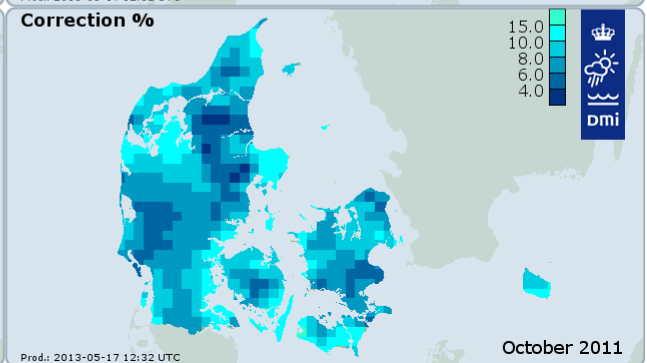 Correction %
15.0
10.0
8.0
6.0
4.0
DMi
October 2011
Prod.: 2013-05-17 12:32 UTC